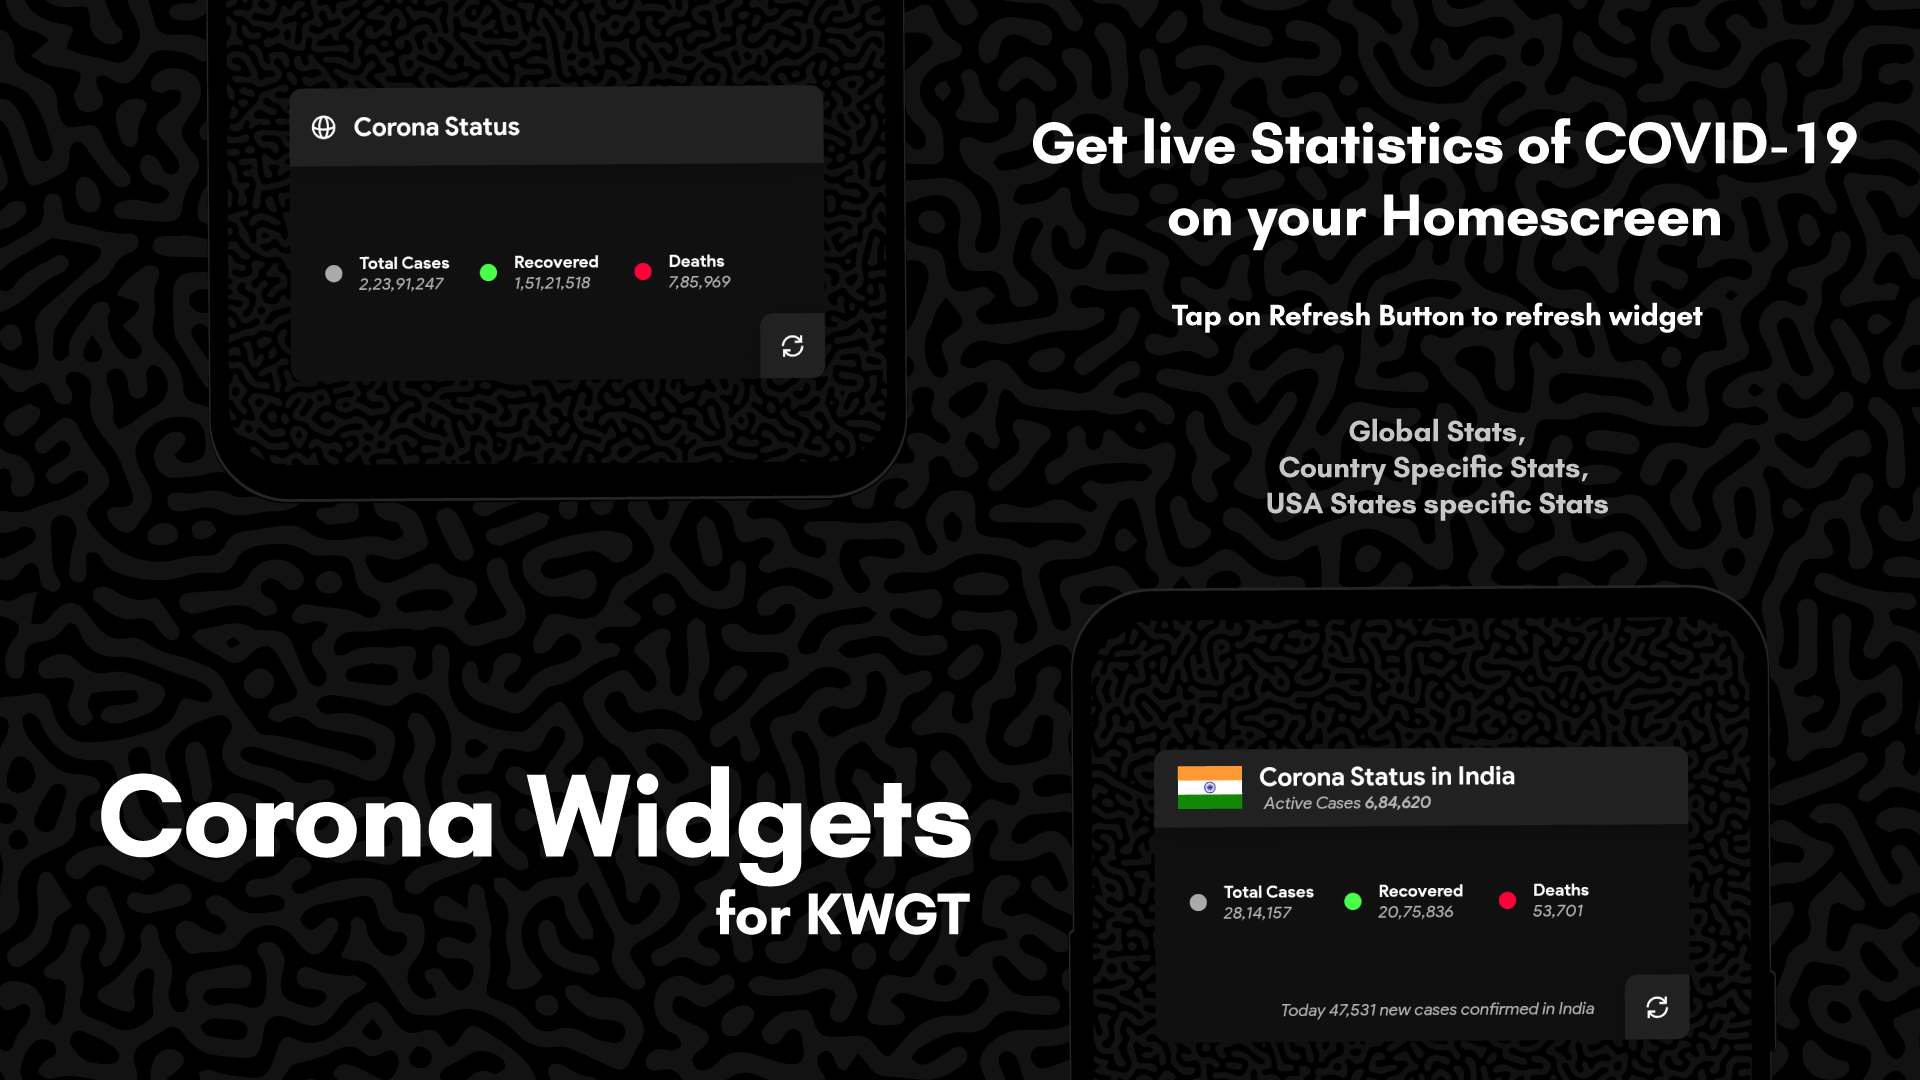 Corona Status
Total Cases
2,23,91,247
Recovered
1,51,21,518
Deaths
7,85,969
Get live Statistics of COVID-19
on your Homescreen
Tap on Refresh Button to refresh widget
Global Stats,
Country Specific Stats,
USA States specific Stats
Corona Widgets
for KWGT
Corona Status in India
Active Cases 6,84,620
Total Cases
28,14,157
Recovered
20,75,836
Deaths
53,701
Today 47,531 new cases confirmed in India